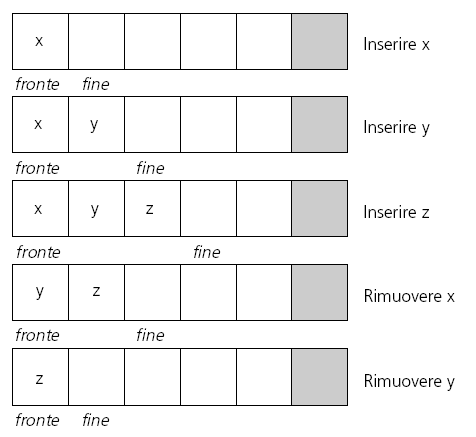 x Inserire x
fronte fine
x y Inserire y
fronte fine
x y z Inserire z
fronte fine
y z Rimuovere x
fronte fine
z Rimuovere y
fronte fine